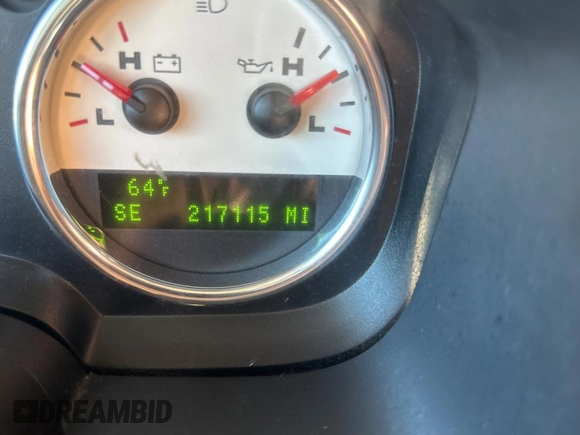 H H
L L
64°F
SE 217115 MI
DREAMBID